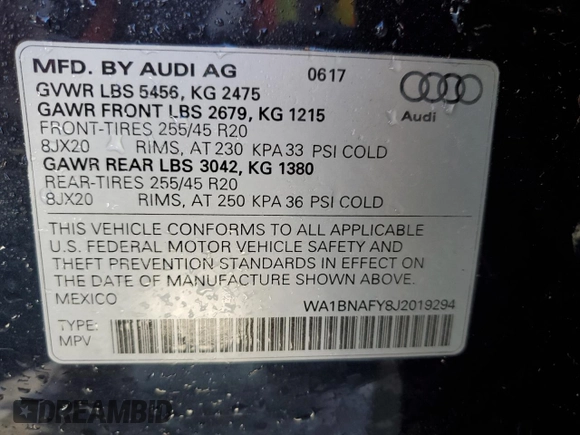 MFD. BY AUDI AG 0617
GVWR LBS 5456, KG 2475
GAWR FRONT LBS 2679, KG 1215
Audi
FRONT-TIRES 255/45 R20
8JX20 RIMS, AT 230 KPA 33 PSI COLD
GAWR REAR LBS 3042, KG 1380
REAR-TIRES 255/45 R20
8JX20 RIMS, AT 250 KPA 36 PSI COLD
THIS VEHICLE CONFORMS TO ALL APPLICABLE
U.S. FEDERAL MOTOR VEHICLE SAFETY AND
THEFT PREVENTION STANDARDS IN EFFECT ON
THE DATE OF MANUFACTURE SHOWN ABOVE.
MEXICO WA1BNAFY8J2019294
TYPE:
MPV
DREAMBID